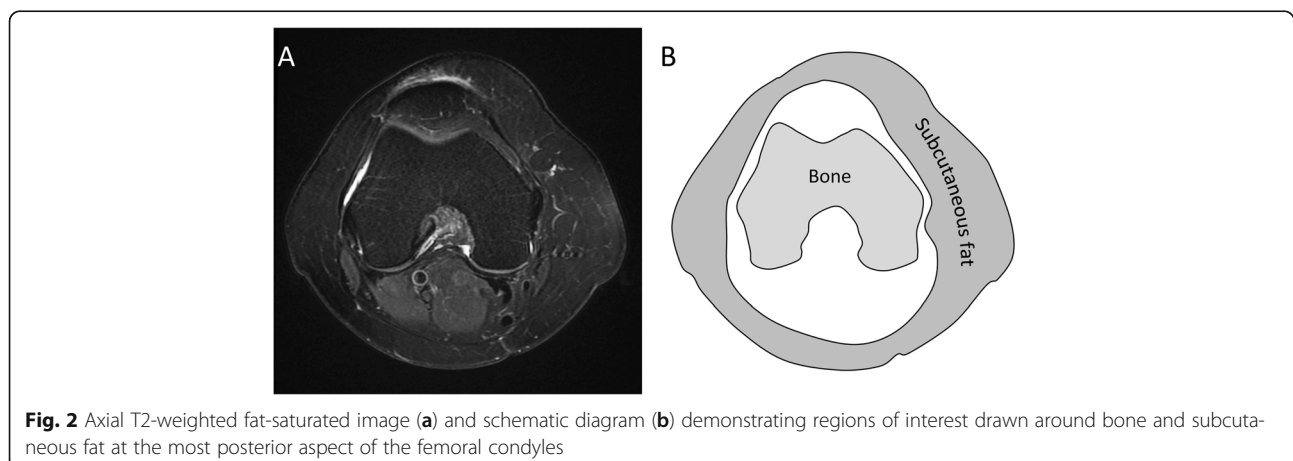 A
B
Subcutaneous fat
Bone
Fig. 2 Axial T2-weighted fat-saturated image (a) and schematic diagram (b) demonstrating regions of interest drawn around bone and subcuta-
neous fat at the most posterior aspect of the femoral condyles